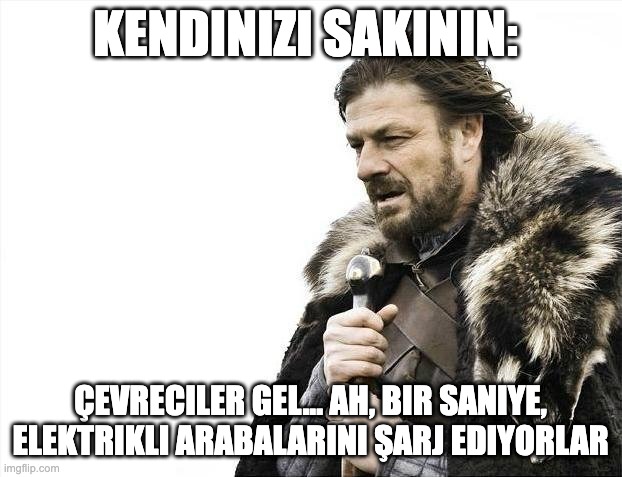 KENDINIZI SAKININ:
ÇEVRECILER GEL... AH, BIR SANIYE,
ELEKTRIKLI ARABALARINI ŞARJ EDIYORLAR
imgflip.com